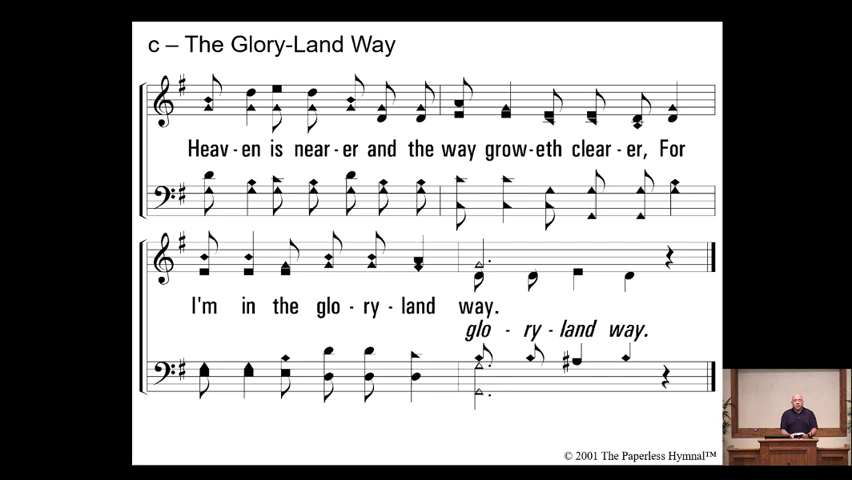 c – The Glory-Land Way
Heav - en is near - er and the way grow - eth clear - er, For
I'm in the glo - ry - land way.
glo - ry - land way.
© 2001 The Paperless Hymnal™